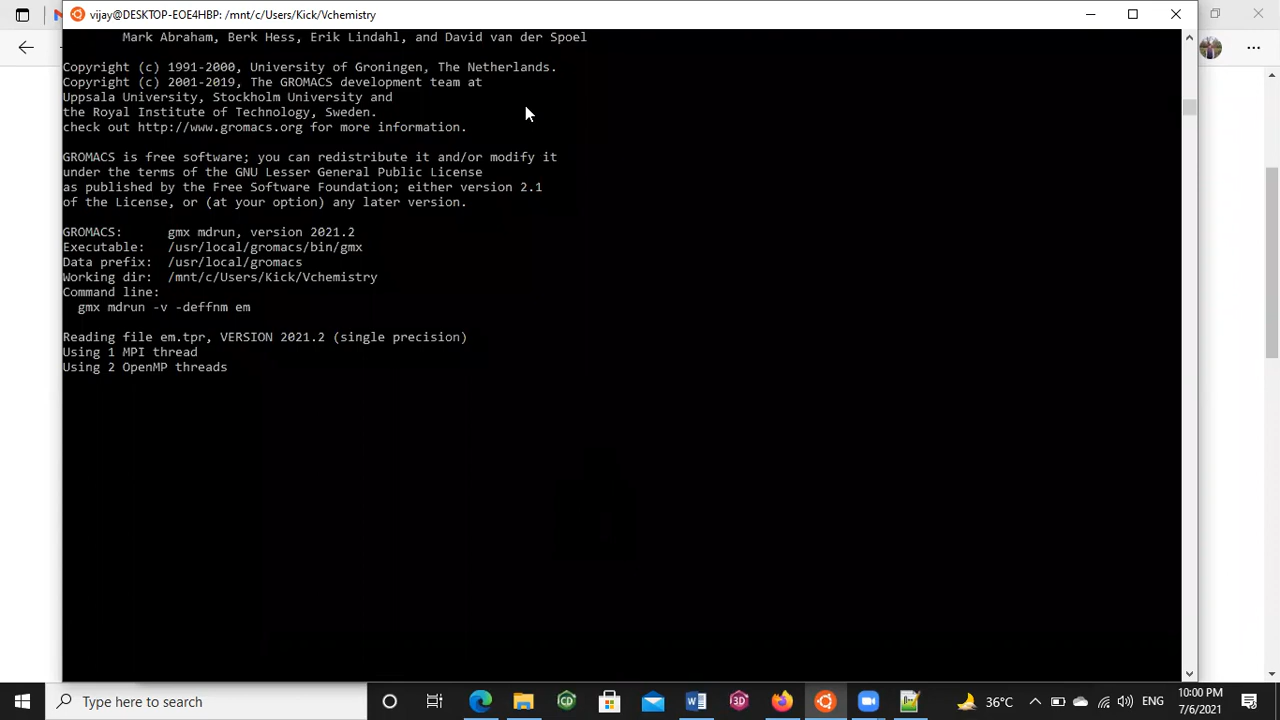 vijay@DESKTOP-EOE4HBP: /mnt/c/Users/Kick/Vchemistry
Mark Abraham, Berk Hess, Erik Lindahl, and David van der Spoel
Copyright (c) 1991-2000, University of Groningen, The Netherlands.
Copyright (c) 2001-2019, The GROMACS development team at
Uppsala University, Stockholm University and
the Royal Institute of Technology, Sweden.
check out http://www.gromacs.org for more information.
GROMACS is free software; you can redistribute it and/or modify it
under the terms of the GNU Lesser General Public License
as published by the Free Software Foundation; either version 2.1
of the License, or (at your option) any later version.
GROMACS:      gmx mdrun, version 2021.2
Executable:   /usr/local/gromacs/bin/gmx
Data prefix:  /usr/local/gromacs
Working dir:  /mnt/c/Users/Kick/Vchemistry
Command line:
gmx mdrun -v -deffnm em
Reading file em.tpr, VERSION 2021.2 (single precision)
Using 1 MPI thread
Using 2 OpenMP threads
Type here to search
36°C
ENG
10:00 PM
7/6/2021